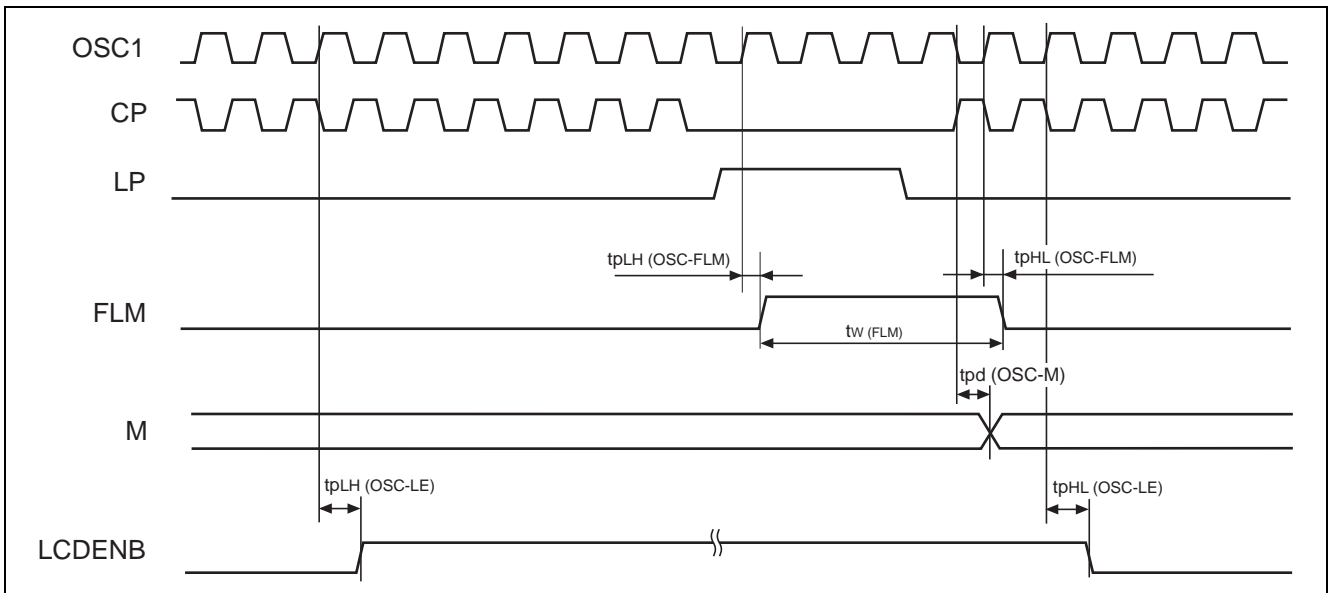 OSC1
CP
LP
tpLH (OSC-FLM)
tpHL (OSC-FLM)
FLM
tw (FLM)
tpd (OSC-M)
M
tpLH (OSC-LE)
tpHL (OSC-LE)
LCDENB